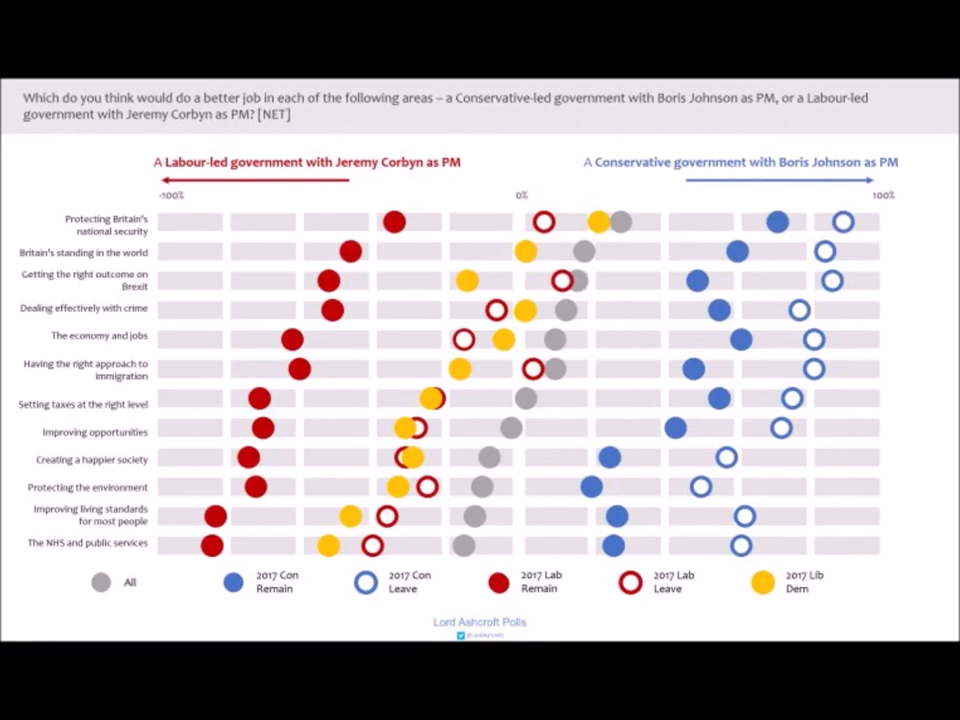 Which do you think would do a better job in each of the following areas – a Conservative-led government with Boris Johnson as PM, or a Labour-led
government with Jeremy Corbyn as PM? [NET]
A Labour-led government with Jeremy Corbyn as PM
A Conservative government with Boris Johnson as PM
-100%
0%
100%
Protecting Britain's
national security
Britain's standing in the world
Getting the right outcome on
Brexit
Dealing effectively with crime
The economy and jobs
Having the right approach to
immigration
Setting taxes at the right level
Improving opportunities
Creating a happier society
Protecting the environment
Improving living standards
for most people
The NHS and public services
All
2017 Con
Remain
2017 Con
Leave
2017 Lab
Remain
2017 Lab
Leave
2017 Lib
Dem
Lord Ashcroft Polls
@LordAshcroft